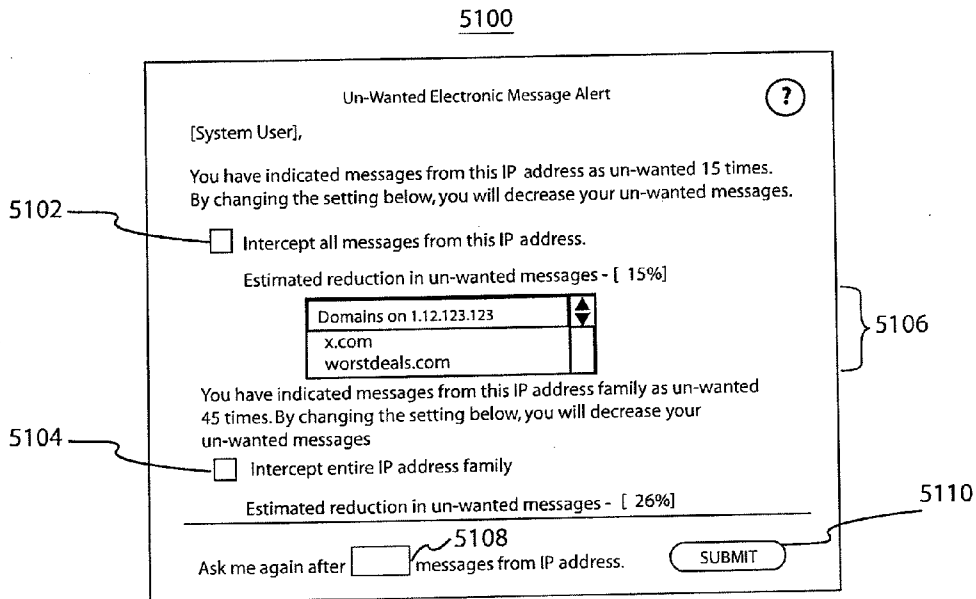 5100
Un-Wanted Electronic Message Alert
?
[System User],
You have indicated messages from this IP address as un-wanted 15 times.
By changing the setting below, you will decrease your un-wanted messages.
5102
Intercept all messages from this IP address.
Estimated reduction in un-wanted messages - [ 15%]
Domains on 1.12.123.123
x.com
worstdeals.com
5106
You have indicated messages from this IP address family as un-wanted
45 times. By changing the setting below, you will decrease your
un-wanted messages
5104
Intercept entire IP address family
Estimated reduction in un-wanted messages - [ 26%]
5110
5108
Ask me again after messages from IP address.
SUBMIT